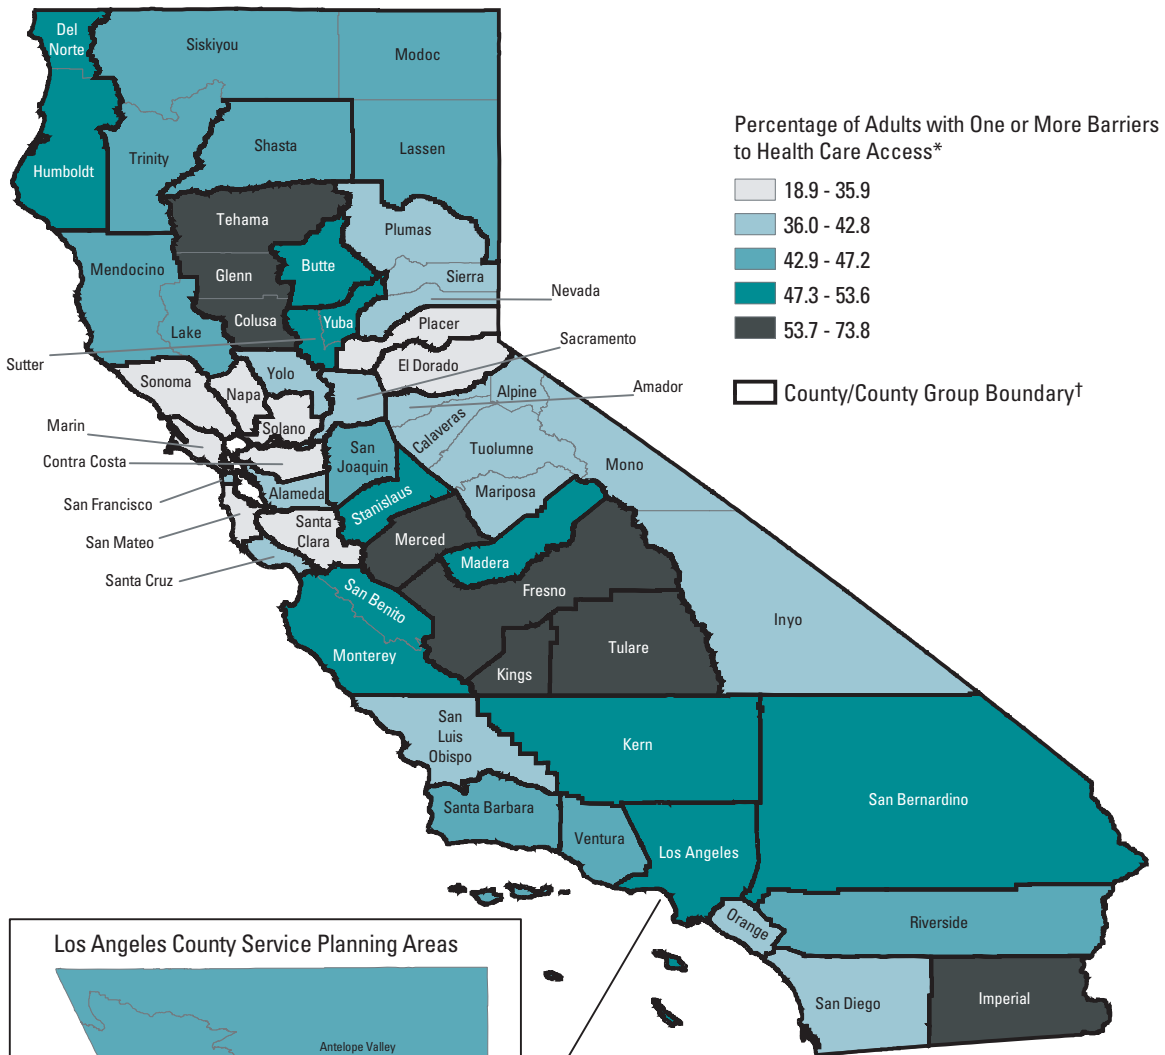 Del
Norte
Siskiyou
Modoc
Humboldt
Trinity
Shasta
Lassen
Tehama
Plumas
Mendocino
Glenn
Butte
Sierra
Nevada
Colusa
Yuba
Lake
Placer
Sutter
Sacramento
El Dorado
Sonoma
Napa
Yolo
Amador
Alpine
Marin
Solano
Calaveras
Contra Costa
San
Joaquin
Tuolumne
Mono
San Francisco
Alameda
Mariposa
Stanislaus
San Mateo
Santa
Clara
Merced
Madera
Santa Cruz
San Benito
Fresno
Inyo
Monterey
Kings
Tulare
San
Luis
Obispo
Kern
San Bernardino
Santa Barbara
Ventura
Los Angeles
Orange
Riverside
San Diego
Imperial
Percentage of Adults with One or More Barriers
to Health Care Access*
18.9 - 35.9
36.0 - 42.8
42.9 - 47.2
47.3 - 53.6
53.7 - 73.8
County/County Group Boundary†
Los Angeles County Service Planning Areas
Antelope Valley